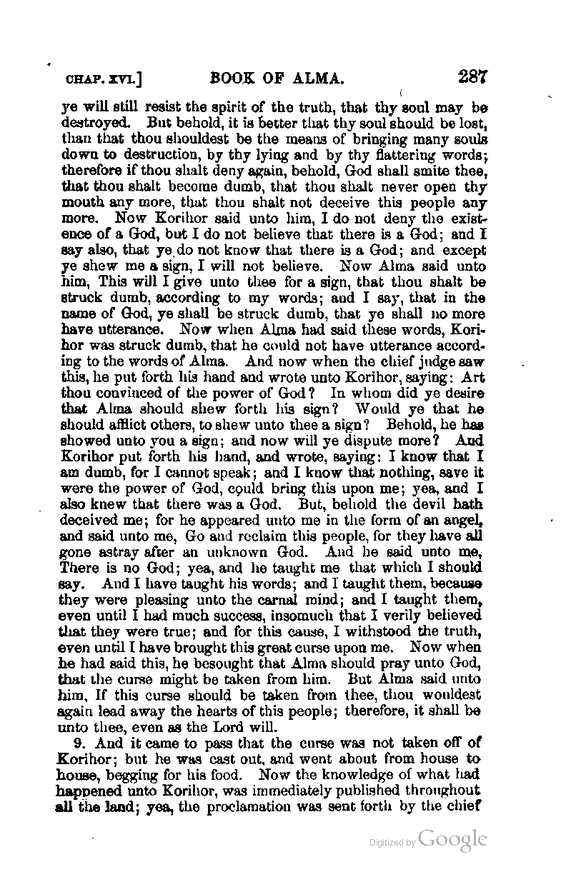 CHAP. XVI.] BOOK OF ALMA. 287
ye will still resist the spirit of the truth, that thy soul may be
destroyed. But behold, it is better that thy soul should be lost,
than that thou shouldest be the means of bringing many souls
down to destruction, by thy lying and by thy flattering words;
therefore if thou shalt deny again, behold, God shall smite thee,
that thou shalt become dumb, that thou shalt never open thy
mouth any more, that thou shalt not deceive this people any
more. Now Korihor said unto him, I do not deny the exist-
ence of a God, but I do not believe that there is a God; and I
say also, that ye do not know that there is a God; and except
ye shew me a sign, I will not believe. Now Alma said unto
him, This will I give unto thee for a sign, that thou shalt be
struck dumb, according to my words; and I say, that in the
name of God, ye shall be struck dumb, that ye shall no more
have utterance. Now when Alma had said these words, Kori-
hor was struck dumb, that he could not have utterance accord-
ing to the words of Alma. And now when the chief judge saw
this, he put forth his hand and wrote unto Korihor, saying: Art
thou convinced of the power of God? In whom did ye desire
that Alma should shew forth his sign? Would ye that he
should afflict others, to shew unto thee a sign? Behold, he has
showed unto you a sign; and now will ye dispute more? And
Korihor put forth his hand, and wrote, saying: I know that I
am dumb, for I cannot speak; and I know that nothing, save it
were the power of God, could bring this upon me; yea, and I
also knew that there was a God. But, behold the devil hath
deceived me; for he appeared unto me in the form of an angel,
and said unto me, Go and reclaim this people, for they have all
gone astray after an unknown God. And he said unto me,
There is no God; yea, and he taught me that which I should
say. And I have taught his words; and I taught them, because
they were pleasing unto the carnal mind; and I taught them,
even until I had much success, insomuch that I verily believed
that they were true; and for this cause, I withstood the truth,
even until I have brought this great curse upon me. Now when
he had said this, he besought that Alma should pray unto God,
that the curse might be taken from him. But Alma said unto
him, If this curse should be taken from thee, thou wouldest
again lead away the hearts of this people; therefore, it shall be
unto thee, even as the Lord will.
9. And it came to pass that the curse was not taken off of
Korihor; but he was cast out, and went about from house to
house, begging for his food. Now the knowledge of what had
happened unto Korihor, was immediately published throughout
all the land; yea, the proclamation was sent forth by the chief
Digitized by Google